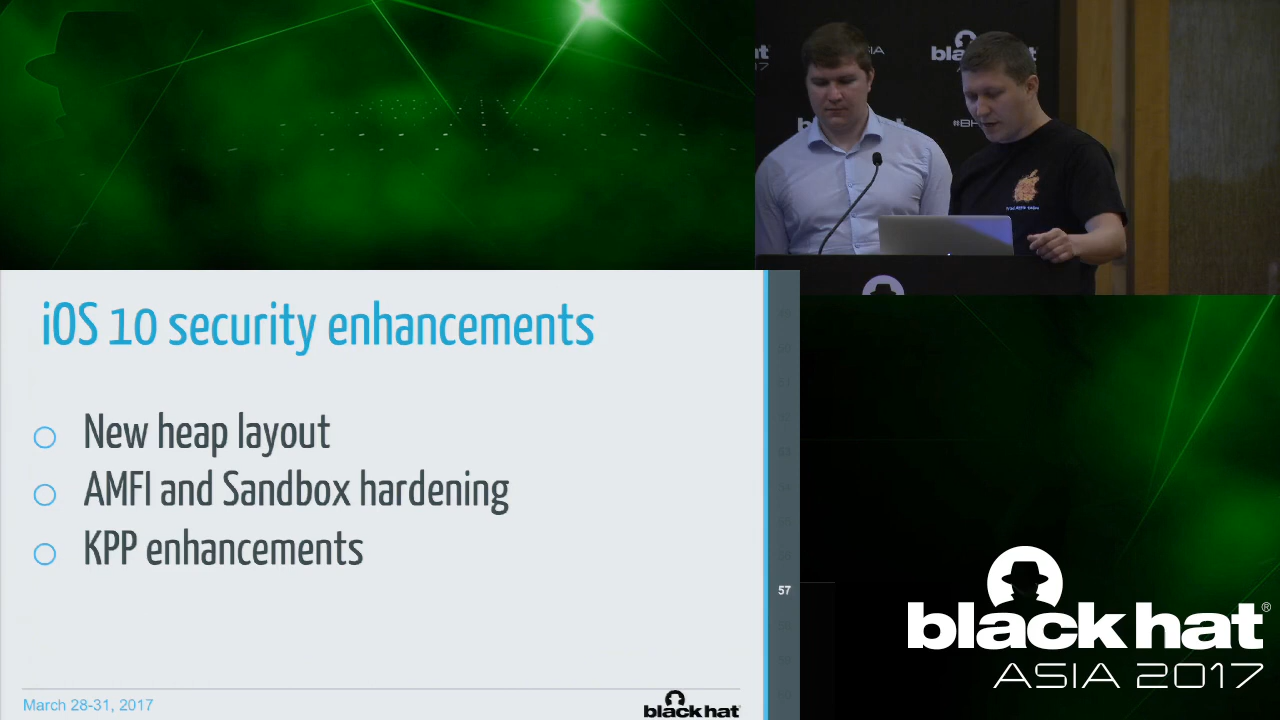 iOS 10 security enhancements
New heap layout
AMFI and Sandbox hardening
KPP enhancements
57
March 28-31, 2017
black hat
black hat®
ASIA 2017